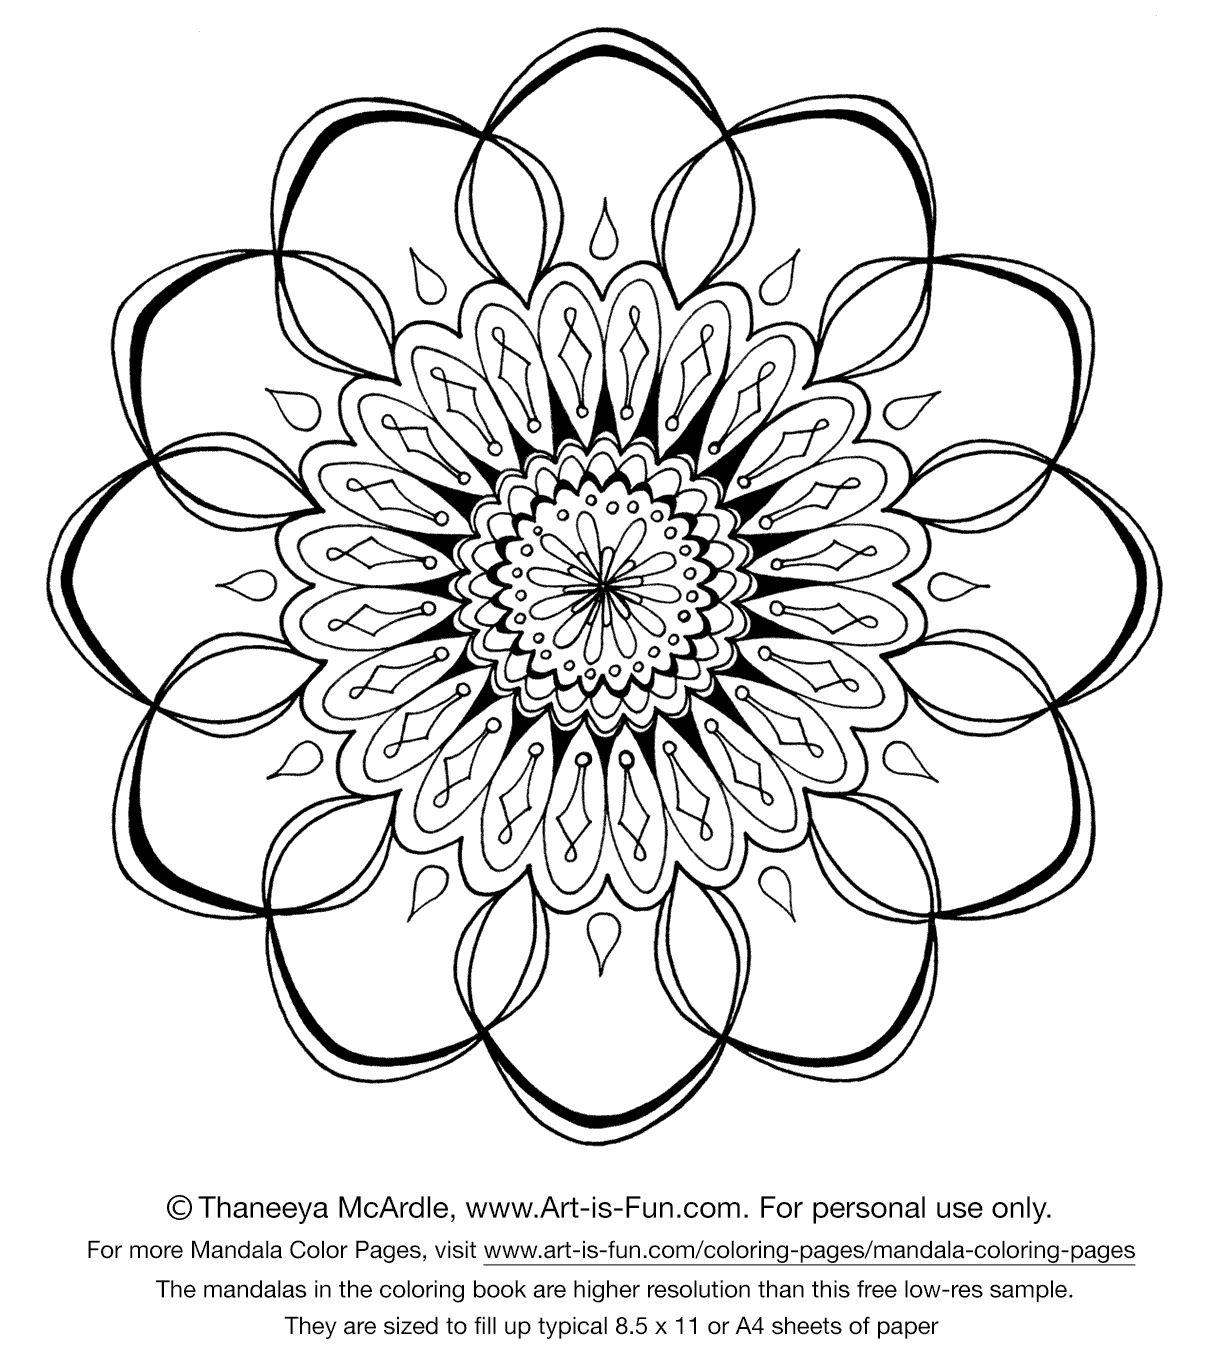 © Thaneeya McArdle, www.Art-is-Fun.com. For personal use only.
For more Mandala Color Pages, visit www.art-is-fun.com/coloring-pages/mandala-coloring-pages
The mandalas in the coloring book are higher resolution than this free low-res sample.
They are sized to fill up typical 8.5 x 11 or A4 sheets of paper